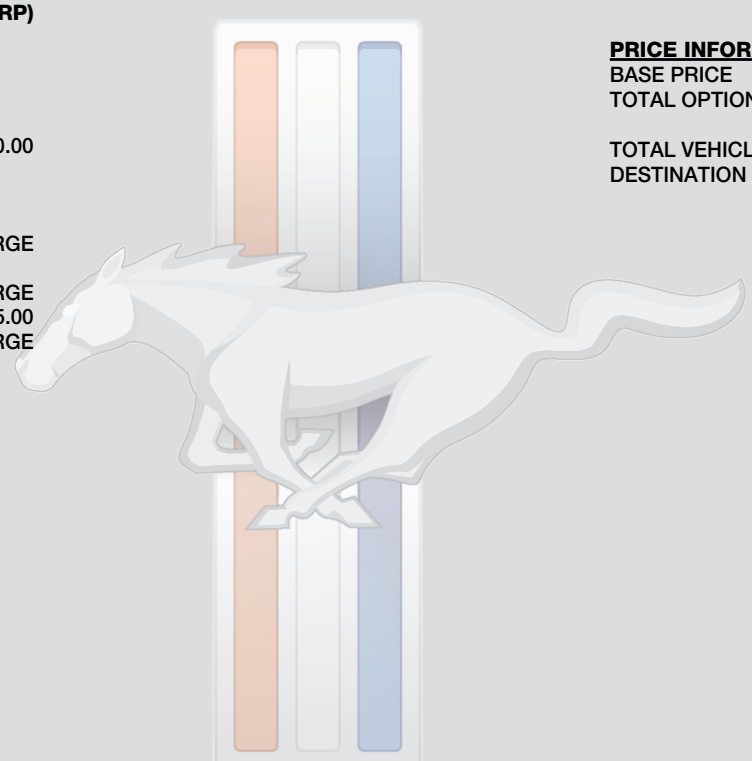 RP)
0.00
RGE
RGE
5.00
RGE
PRICE INFOR
BASE PRICE
TOTAL OPTION
TOTAL VEHICL
DESTINATION